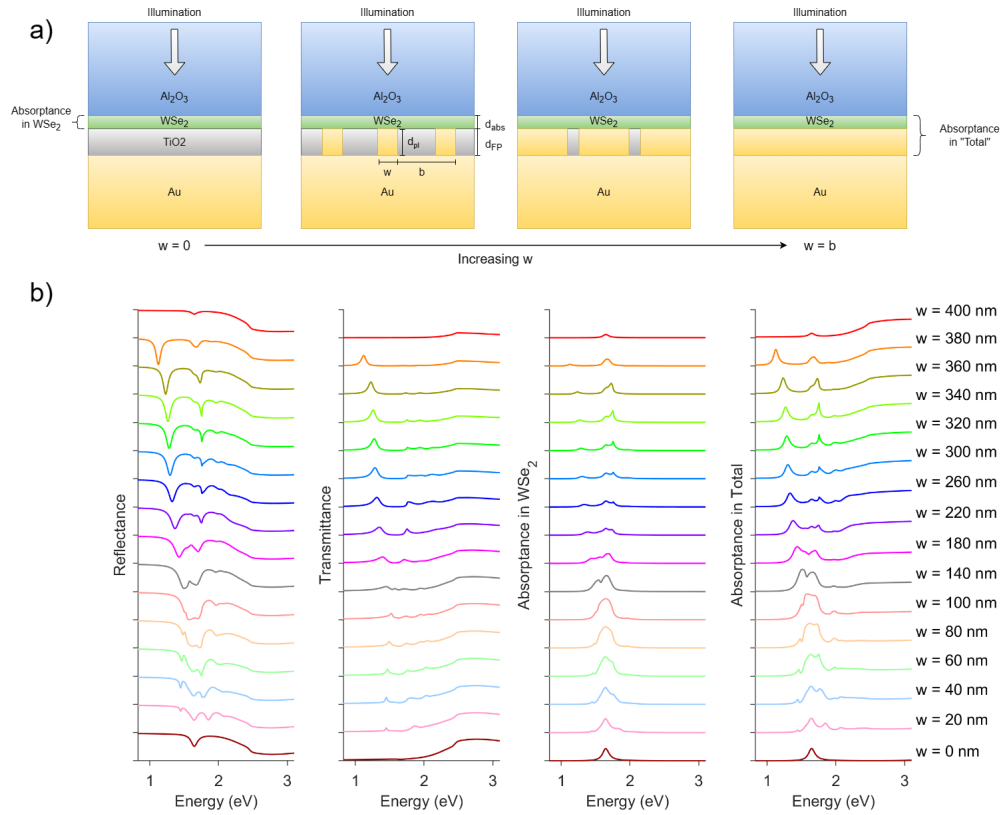 a)
Illumination Illumination Illumination Illumination
Al2O3 Al2O3 Al2O3 Al2O3
Absorptance in WSe2
WSe2 WSe2 WSe2 WSe2
dabs
TiO2
dpl
dFP
w b
Absorptance in "Total"
Au Au Au Au
w = 0
Increasing w
w = b
b)
Reflectance
Transmittance
Absorptance in WSe2
Absorptance in Total
w = 400 nm
w = 380 nm
w = 360 nm
w = 340 nm
w = 320 nm
w = 300 nm
w = 260 nm
w = 220 nm
w = 180 nm
w = 140 nm
w = 100 nm
w = 80 nm
w = 60 nm
w = 40 nm
w = 20 nm
w = 0 nm
1 2 3 1 2 3 1 2 3 1 2 3
Energy (eV) Energy (eV) Energy (eV) Energy (eV)